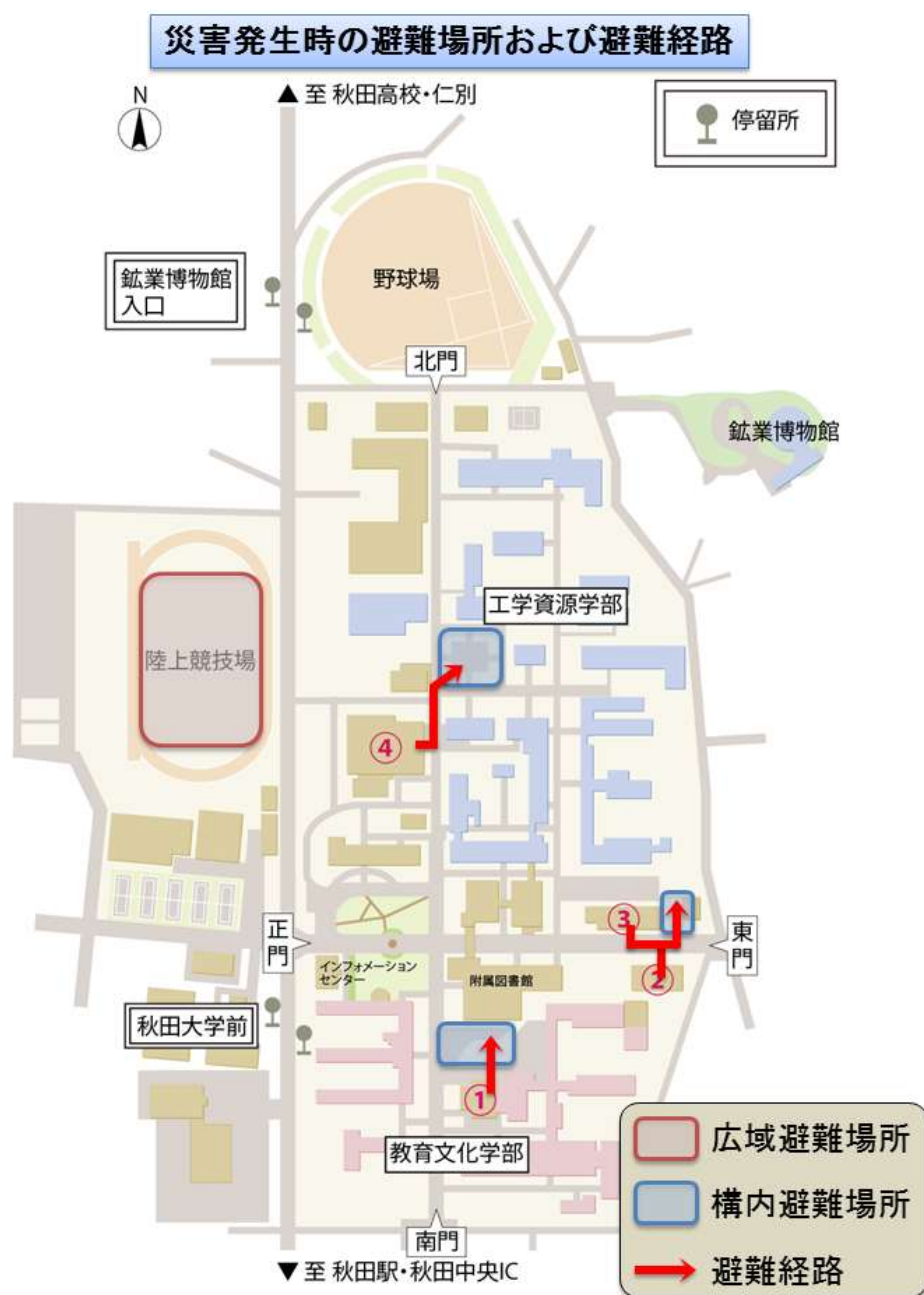 災害発生時の避難場所および避難経路
N
▲ 至 秋田高校・仁別
停留所
鉱業博物館
入口
野球場
北門
鉱業博物館
工学資源学部
陸上競技場
④
③
正
門
東
門
インフォメーション
センター
附属図書館
②
秋田大学前
①
教育文化学部
広域避難場所
構内避難場所
避難経路
南門
▼ 至 秋田駅・秋田中央IC